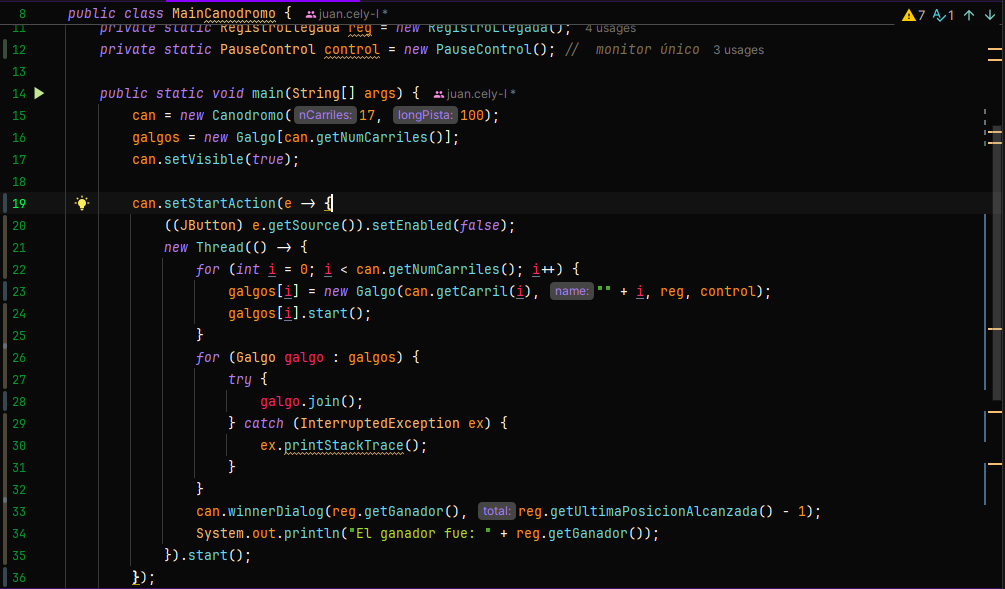 8 public class MainCanodromo { juan.cely-l *
7 1
11 private static RegistroLlegada reg = new RegistroLlegada(); 4 usages
12 private static PauseControl control = new PauseControl(); // monitor único 3 usages
13
14 public static void main(String[] args) { juan.cely-l *
15 can = new Canodromo( nCarriles: 17, longPista: 100);
16 galgos = new Galgo[can.getNumCarriles()];
17 can.setVisible(true);
18
19 can.setStartAction(e -> {
20 ((JButton) e.getSource()).setEnabled(false);
21 new Thread(() -> {
22 for (int i = 0; i < can.getNumCarriles(); i++) {
23 galgos[i] = new Galgo(can.getCarril(i), name: "" + i, reg, control);
24 galgos[i].start();
25 }
26 for (Galgo galgo : galgos) {
27 try {
28 galgo.join();
29 } catch (InterruptedException ex) {
30 ex.printStackTrace();
31 }
32 }
33 can.winnerDialog(reg.getGanador(), total: reg.getUltimaPosicionAlcanzada() - 1);
34 System.out.println("El ganador fue: " + reg.getGanador());
35 }).start();
36 });